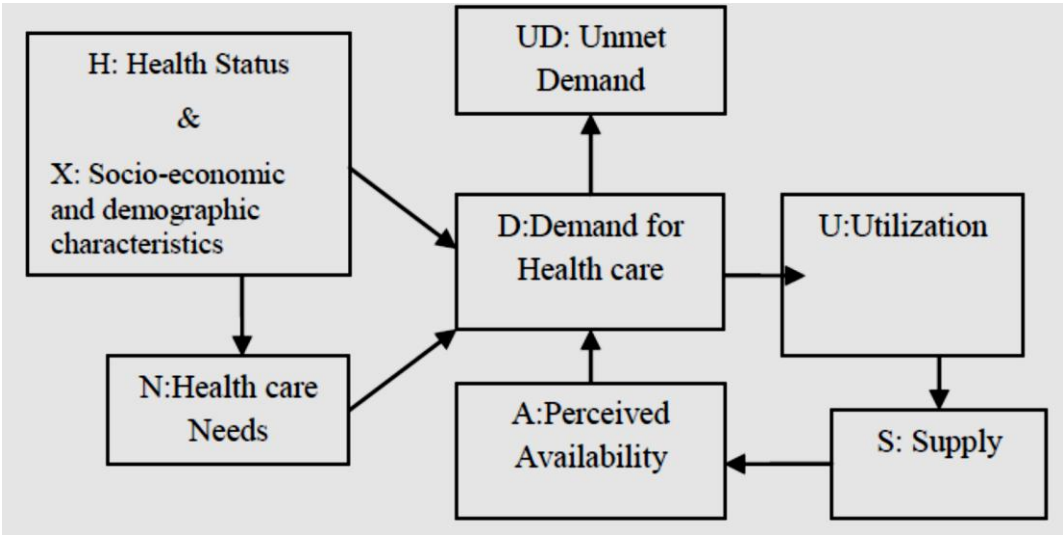 H: Health Status
&
X: Socio-economic
and demographic
characteristics
UD: Unmet
Demand
D:Demand for
Health care
U:Utilization
N:Health care
Needs
A:Perceived
Availability
S: Supply